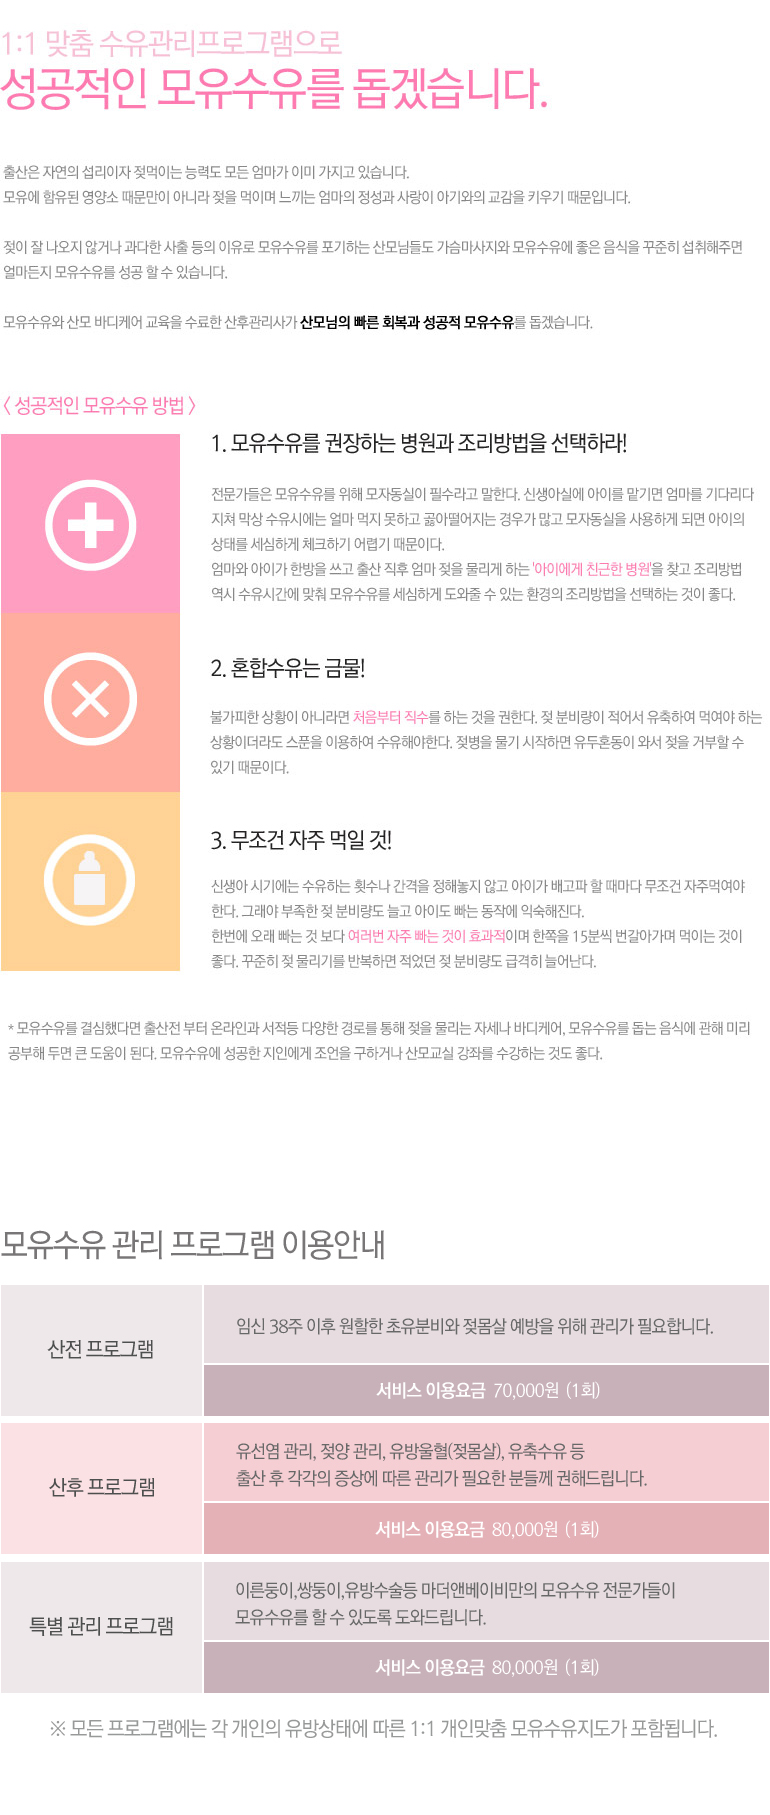 1:1 맞춤 수유관리프로그램으로
성공적인 모유수유를 돕겠습니다.
출산은 자연의 섭리이자 젖먹이는 능력도 모든 엄마가 이미 가지고 있습니다.
모유에 함유된 영양소 때문만이 아니라 젖을 먹이며 느끼는 엄마의 정성과 사랑이 아기와의 교감을 키우기 때문입니다.
젖이 잘 나오지 않거나 과다한 사출 등의 이유로 모유수유를 포기하는 산모님들도 가슴마사지와 모유수유에 좋은 음식을 꾸준히 섭취해주면
얼마든지 모유수유를 성공 할 수 있습니다.
모유수유와 산모 바디케어 교육을 수료한 산후관리사가 산모님의 빠른 회복과 성공적 모유수유를 돕겠습니다.
〈 성공적인 모유수유 방법 〉
1. 모유수유를 권장하는 병원과 조리방법을 선택하라!
전문가들은 모유수유를 위해 모자동실이 필수라고 말한다. 신생아실에 아이를 맡기면 엄마를 기다리다
지쳐 막상 수유시에는 얼마 먹지 못하고 곯아떨어지는 경우가 많고 모자동실을 사용하게 되면 아이의
상태를 세심하게 체크하기 어렵기 때문이다.
엄마와 아이가 한방을 쓰고 출산 직후 엄마 젖을 물리게 하는 '아이에게 친근한 병원'을 찾고 조리방법
역시 수유시간에 맞춰 모유수유를 세심하게 도와줄 수 있는 환경의 조리방법을 선택하는 것이 좋다.
2. 혼합수유는 금물!
불가피한 상황이 아니라면 처음부터 직수를 하는 것을 권한다. 젖 분비량이 적어서 유축하여 먹여야 하는
상황이더라도 스푼을 이용하여 수유해야한다. 젖병을 물기 시작하면 유두혼동이 와서 젖을 거부할 수
있기 때문이다.
3. 무조건 자주 먹일 것!
신생아 시기에는 수유하는 횟수나 간격을 정해놓지 않고 아이가 배고파 할 때마다 무조건 자주먹여야
한다. 그래야 부족한 젖 분비량도 늘고 아이도 빠는 동작에 익숙해진다.
한번에 오래 빠는 것 보다 여러번 자주 빠는 것이 효과적이며 한쪽을 15분씩 번갈아가며 먹이는 것이
좋다. 꾸준히 젖 물리기를 반복하면 적었던 젖 분비량도 급격히 늘어난다.
* 모유수유를 결심했다면 출산전 부터 온라인과 서적등 다양한 경로를 통해 젖을 물리는 자세나 바디케어, 모유수유를 돕는 음식에 관해 미리
공부해 두면 큰 도움이 된다. 모유수유에 성공한 지인에게 조언을 구하거나 산모교실 강좌를 수강하는 것도 좋다.
모유수유 관리 프로그램 이용안내
산전 프로그램
임신 38주 이후 원할한 초유분비와 젖몸살 예방을 위해 관리가 필요합니다.
서비스 이용요금 70,000원 (1회)
산후 프로그램
유선염 관리, 젖양 관리, 유방울혈(젖몸살), 유축수유 등
출산 후 각각의 증상에 따른 관리가 필요한 분들께 권해드립니다.
서비스 이용요금 80,000원 (1회)
특별 관리 프로그램
이른둥이,쌍둥이,유방수술등 마더앤베이비만의 모유수유 전문가들이
모유수유를 할 수 있도록 도와드립니다.
서비스 이용요금 80,000원 (1회)
※ 모든 프로그램에는 각 개인의 유방상태에 따른 1:1 개인맞춤 모유수유지도가 포함됩니다.